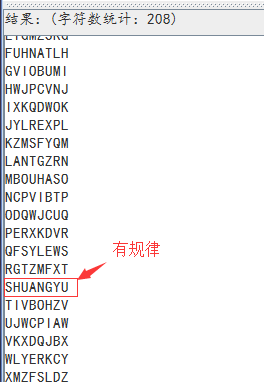 结果：(字符数统计：208)
EYGMZSRG
FUHNATLH
GVIOBUMI
HWJPCVNJ
IXKQDWOK
JYLREXPL
KZMSFYQM
LANTGZRN
MBOUHASO
NCPVIBTP
ODQWJCUQ
PERXKDVR
QFSYLEWS
RGTZMFXT
SHUANGYU
有规律
TIVBOHZV
UJWCPIAW
VKXDQJBX
WLYERKCY
XMZFSLDZ